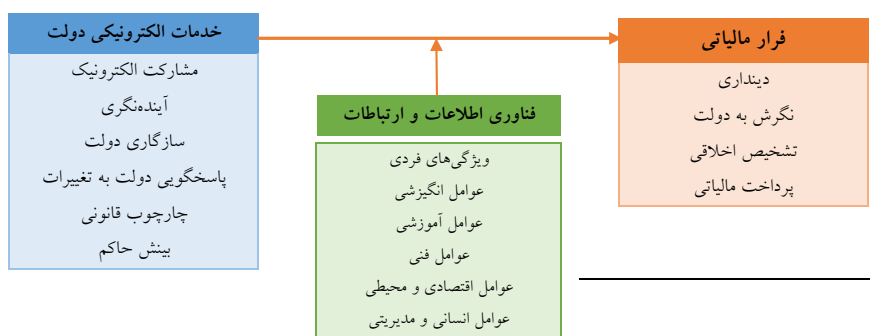 خدمات الکترونیکی دولت
مشارکت الکترونیک
آینده‌نگری
سازگاری دولت
پاسخگویی دولت به تغییرات
چارچوب قانونی
بینش حاکم
فناوری اطلاعات و ارتباطات
ویژگی‌های فردی
عوامل انگیزشی
عوامل آموزشی
عوامل فنی
عوامل اقتصادی و محیطی
عوامل انسانی و مدیریتی
فرار مالیاتی
دینداری
نگرش به دولت
تشخیص اخلاقی
پرداخت مالیاتی